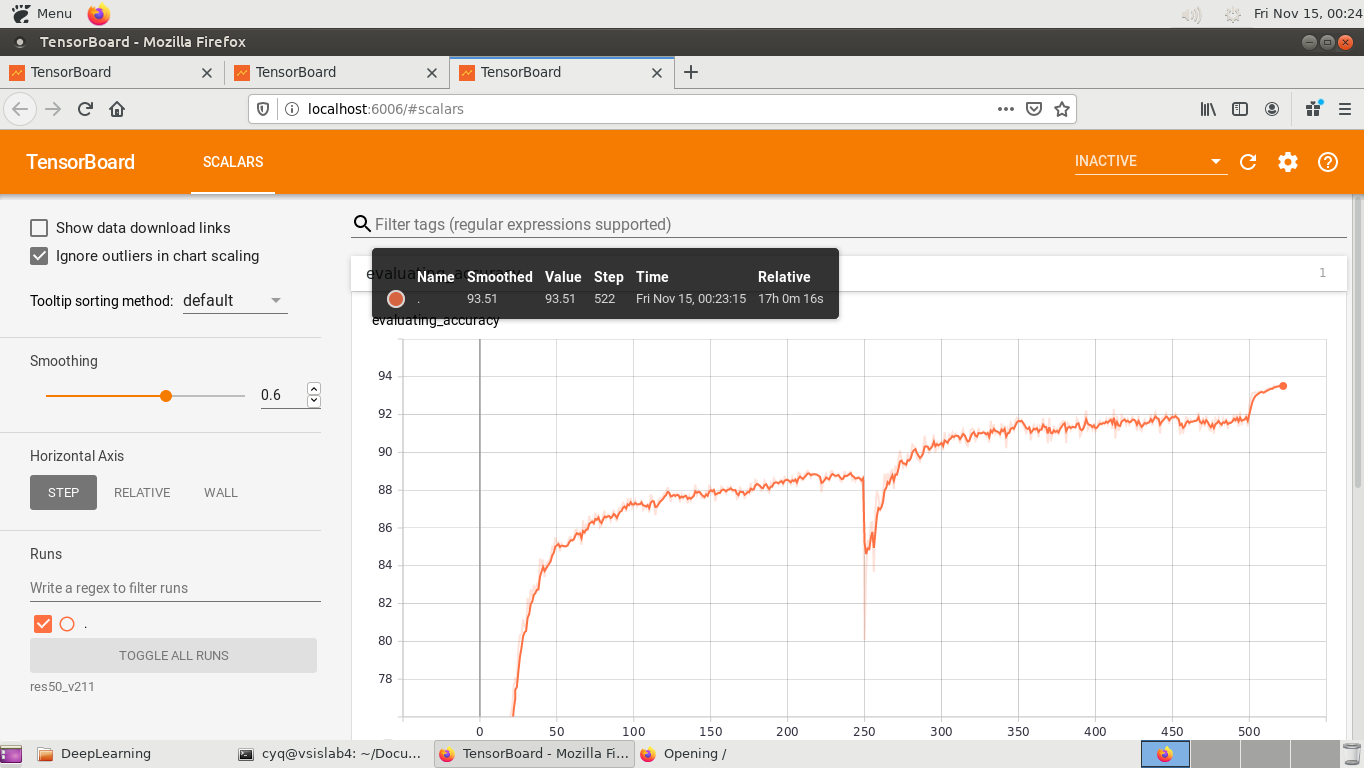 Menu
Fri Nov 15, 00:24
TensorBoard - Mozilla Firefox
TensorBoard
TensorBoard
TensorBoard
localhost:6006/#scalars
TensorBoard
SCALARS
INACTIVE
Show data download links
Ignore outliers in chart scaling
Tooltip sorting method: default
Smoothing
0.6
Horizontal Axis
STEP RELATIVE WALL
Runs
Write a regex to filter runs
.
TOGGLE ALL RUNS
res50_v211
Filter tags (regular expressions supported)
evaluating_accuracy
1
Name Smoothed Value Step Time Relative
. 93.51 93.51 522 Fri Nov 15, 00:23:15 17h 0m 16s
evaluating_accuracy
94
92
90
88
86
84
82
80
78
0 50 100 150 200 250 300 350 400 450 500
DeepLearning
cyq@vsislab4: ~/Docu...
TensorBoard - Mozilla Fi...
Opening /